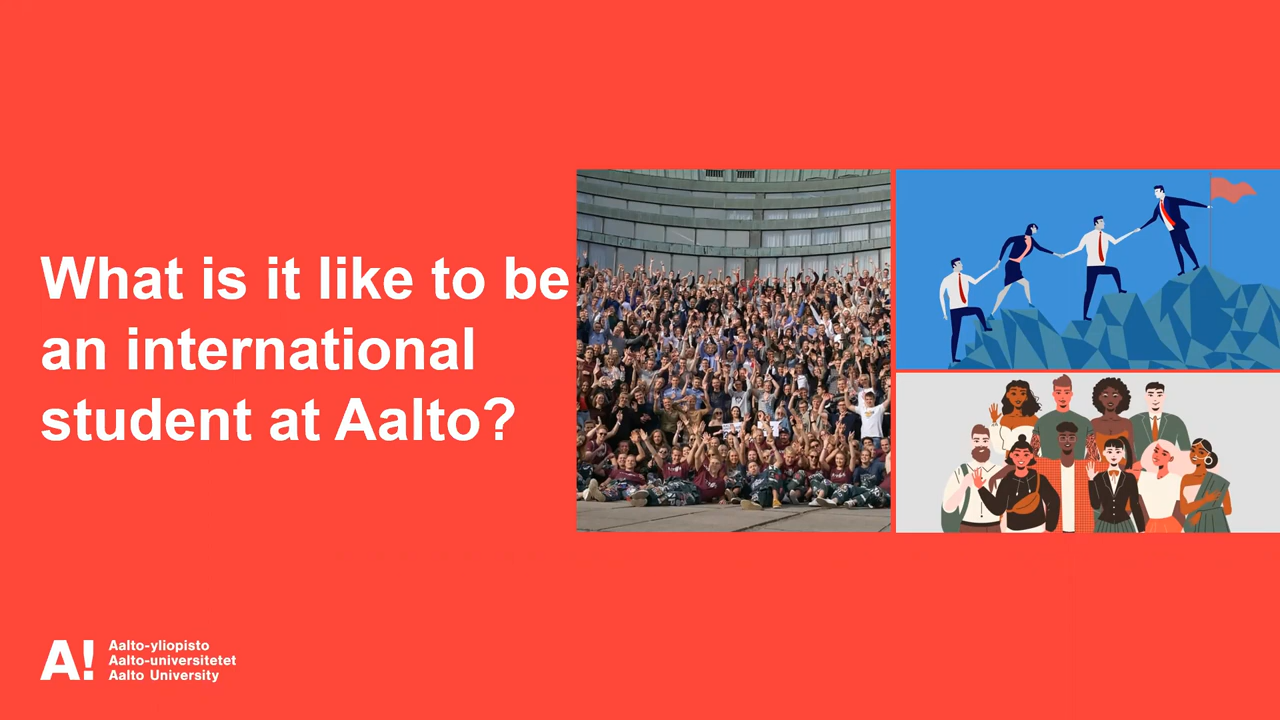 What is it like to be
an international
student at Aalto?
A!
Aalto-yliopisto
Aalto-universitetet
Aalto University